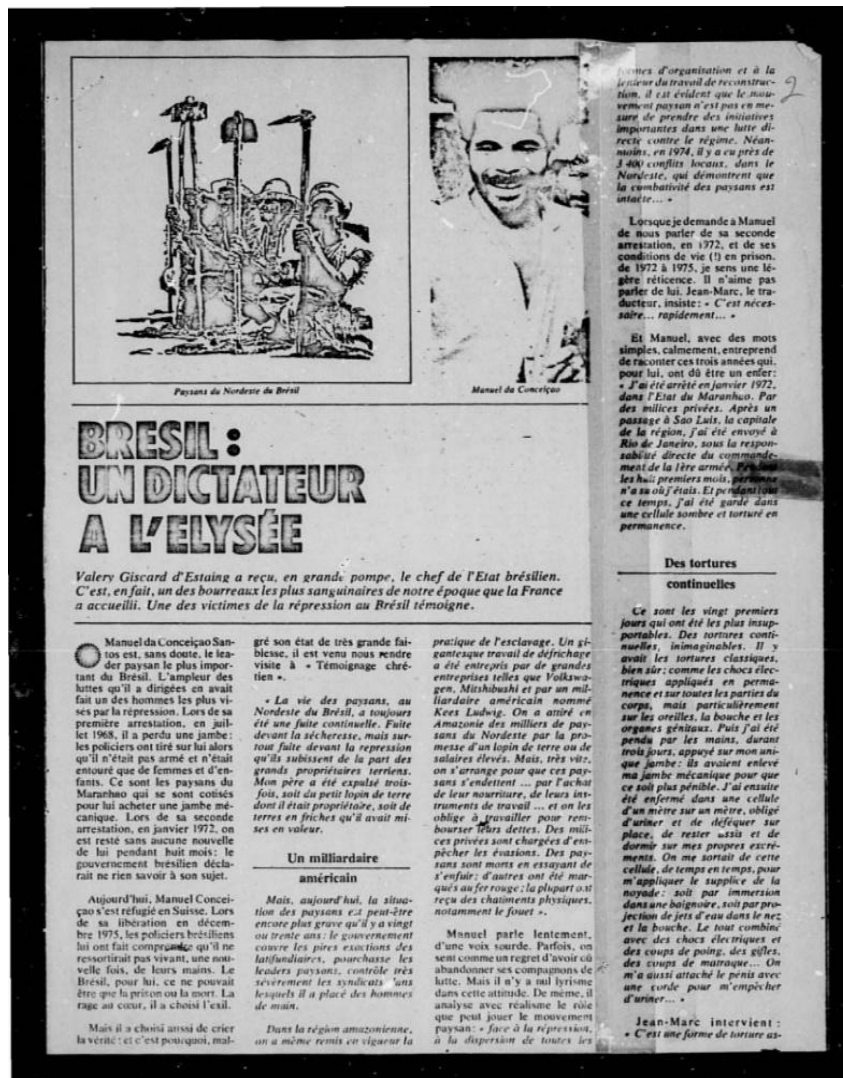 Paysans du Nordeste du Brésil
Manuel da Conceiçao
BRESIL :
UN DICTATEUR
A L'ELYSÉE
Valery Giscard d'Estaing a reçu, en grande pompe, le chef de l'Etat brésilien.
C'est, en fait, un des bourreaux les plus sanguinaires de notre époque que la France
a accueilli. Une des victimes de la répression au Brésil témoigne.
Manuel da Conceiçao San-
tos est, sans doute, le lea-
der paysan le plus impor-
tant du Brésil. L'ampleur des
luttes qu'il a dirigées en avait
fait un des hommes les plus vi-
sés par la répression. Lors de sa
première arrestation, en juil-
let 1968, il a perdu une jambe :
les policiers ont tiré sur lui alors
qu'il n'était pas armé et n'était
entouré que de femmes et d'en-
fants. Ce sont les paysans du
Maranhao qui se sont cotisés
pour lui acheter une jambe mé-
canique. Lors de sa seconde
arrestation, en janvier 1972, on
est resté sans aucune nouvelle
de lui pendant huit mois : le
gouvernement brésilien décla-
rait ne rien savoir à son sujet.
Aujourd'hui, Manuel Concei-
çao s'est réfugié en Suisse. Lors
de sa libération en décem-
bre 1975, les policiers brésiliens
lui ont fait comprendre qu'il ne
ressortirait pas vivant, une nou-
velle fois, de leurs mains. Le
Brésil, pour lui, ce ne pouvait
être que la prison ou la mort. La
rage au cœur, il a choisi l'exil.
Mais il a choisi aussi de crier
la vérité : et c'est pourquoi, mal-
gré son état de très grande fai-
blesse, il est venu nous rendre
visite à « Témoignage chré-
tien ».
« La vie des paysans, au
Nordeste du Brésil, a toujours
été une fuite continuelle. Fuite
devant la sécheresse, mais sur-
tout fuite devant la repression
qu'ils subissent de la part des
grands propriétaires terriens.
Mon père a été expulsé trois-
fois, soit du petit lopin de terre
dont il était propriétaire, soit de
terres en friches qu'il avait mi-
ses en valeur.
Un milliardaire
américain
Mais, aujourd'hui, la situa-
tion des paysans est peut-être
encore plus grave qu'il y a vingt
ou trente ans : le gouvernement
couvre les pires exactions des
latifundiaires, pourchasse les
leaders paysans, contrôle très
sévèrement les syndicats dans
lesquels il a placé des hommes
de main.
Dans la région amazonienne,
on a même remis en vigueur la
pratique de l'esclavage. Un gi-
gantesque travail de défrichage
a été entrepris par de grandes
entreprises telles que Volkswa-
gen, Mitshibushi et par un mil-
liardaire américain nommé
Kees Ludwig. On a attiré en
Amazonie des milliers de pay-
sans du Nordeste par la pro-
messe d'un lopin de terre ou de
salaires élevés. Mais, très vite,
on s'arrange pour que ces pay-
sans s'endettent ... par l'achat
de leur nourriture, de leurs ins-
truments de travail ... et on les
oblige à travailler pour rem-
bourser leurs dettes. Des mili-
ces privées sont chargées d'em-
pêcher les évasions. Des pay-
sans sont morts en essayant de
s'enfuir ; d'autres ont été mar-
qués au fer rouge ; la plupart ont
reçu des chatiments physiques,
notamment le fouet ».
Manuel parle lentement,
d'une voix sourde. Parfois, on
sent comme un regret d'avoir dû
abandonner ses compagnons de
lutte. Mais il n'y a nul lyrisme
dans cette attitude. De même, il
analyse avec réalisme le rôle
que peut jouer le mouvement
paysan : « face à la répression,
à la dispersion de toutes les
2
formes d'organisation et à la
lenteur du travail de reconstruc-
tion, il est évident que le mou-
vement paysan n'est pas en me-
sure de prendre des initiatives
importantes dans une lutte di-
recte contre le régime. Néan-
moins, en 1974, il y a eu près de
3 400 conflits locaux, dans le
Nordeste, qui démontrent que
la combativité des paysans est
intacte... »
Lorsque je demande à Manuel
de nous parler de sa seconde
arrestation, en 1972, et de ses
conditions de vie (!) en prison,
de 1972 à 1975, je sens une lé-
gère réticence. Il n'aime pas
parler de lui. Jean-Marc, le tra-
ducteur, insiste : « C'est néces-
saire... rapidement... »
Et Manuel, avec des mots
simples, calmement, entreprend
de raconter ces trois années qui,
pour lui, ont dû être un enfer :
« J'ai été arrêté en janvier 1972,
dans l'Etat du Maranhao. Par
des milices privées. Après un
passage à Sao Luis, la capitale
de la région, j'ai été envoyé à
Rio de Janeiro, sous la respon-
sabilité directe du commande-
ment de la 1ère armée. Pendant
les huit premiers mois, personne
n'a su où j'étais. Et pendant tout
ce temps, j'ai été gardé dans
une cellule sombre et torturé en
permanence.
Des tortures
continuelles
Ce sont les vingt premiers
jours qui ont été les plus insup-
portables. Des tortures conti-
nuelles, inimaginables. Il y
avait les tortures classiques,
bien sûr ; comme les chocs élec-
triques appliqués en perma-
nence et sur toutes les parties du
corps, mais particulièrement
sur les oreilles, la bouche et les
organes génitaux. Puis j'ai été
pendu par les mains, durant
trois jours, appuyé sur mon uni-
que jambe : ils avaient enlevé
ma jambe mécanique pour que
ce soit plus pénible. J'ai ensuite
été enfermé dans une cellule
d'un mètre sur un mètre, obligé
d'uriner et de déféquer sur
place, de rester assis et de
dormir sur mes propres excré-
ments. On me sortait de cette
cellule, de temps en temps, pour
m'appliquer le supplice de la
noyade : soit par immersion
dans une baignoire, soit par pro-
jection de jets d'eau dans le nez
et la bouche. Le tout combiné
avec des chocs électriques et
des coups de poing, des gifles,
des coups de matraque... On
m'a aussi attaché le pénis avec
une corde pour m'empêcher
d'uriner... »
Jean-Marc intervient :
« C'est une forme de torture as-